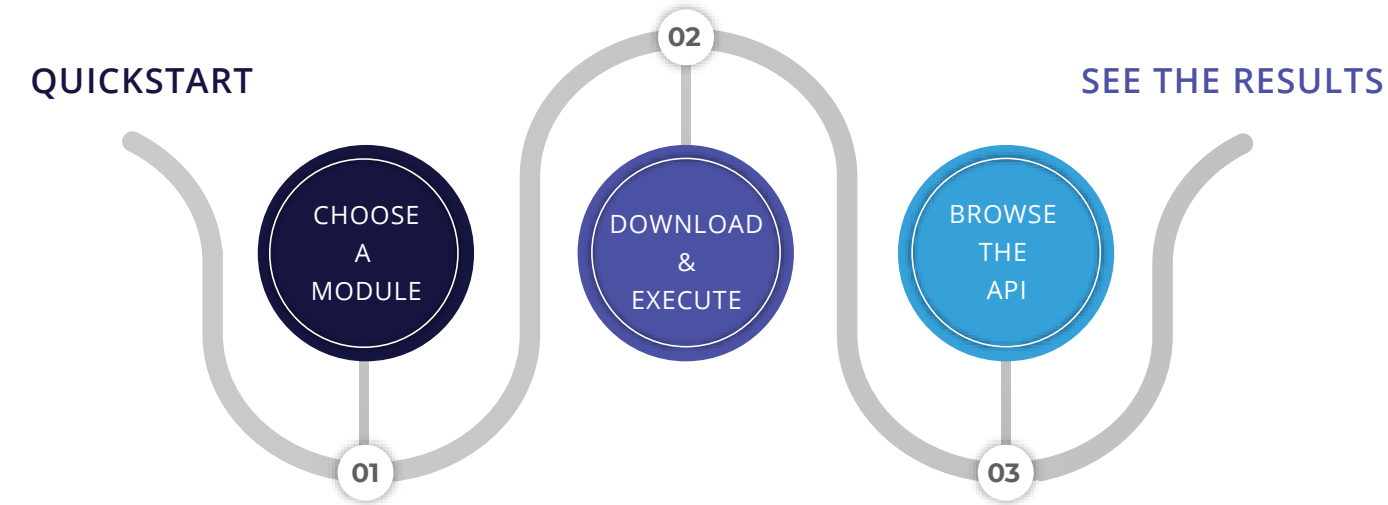 QUICKSTART
CHOOSE
A
MODULE
01
02
DOWNLOAD
&
EXECUTE
BROWSE
THE
API
03
SEE THE RESULTS